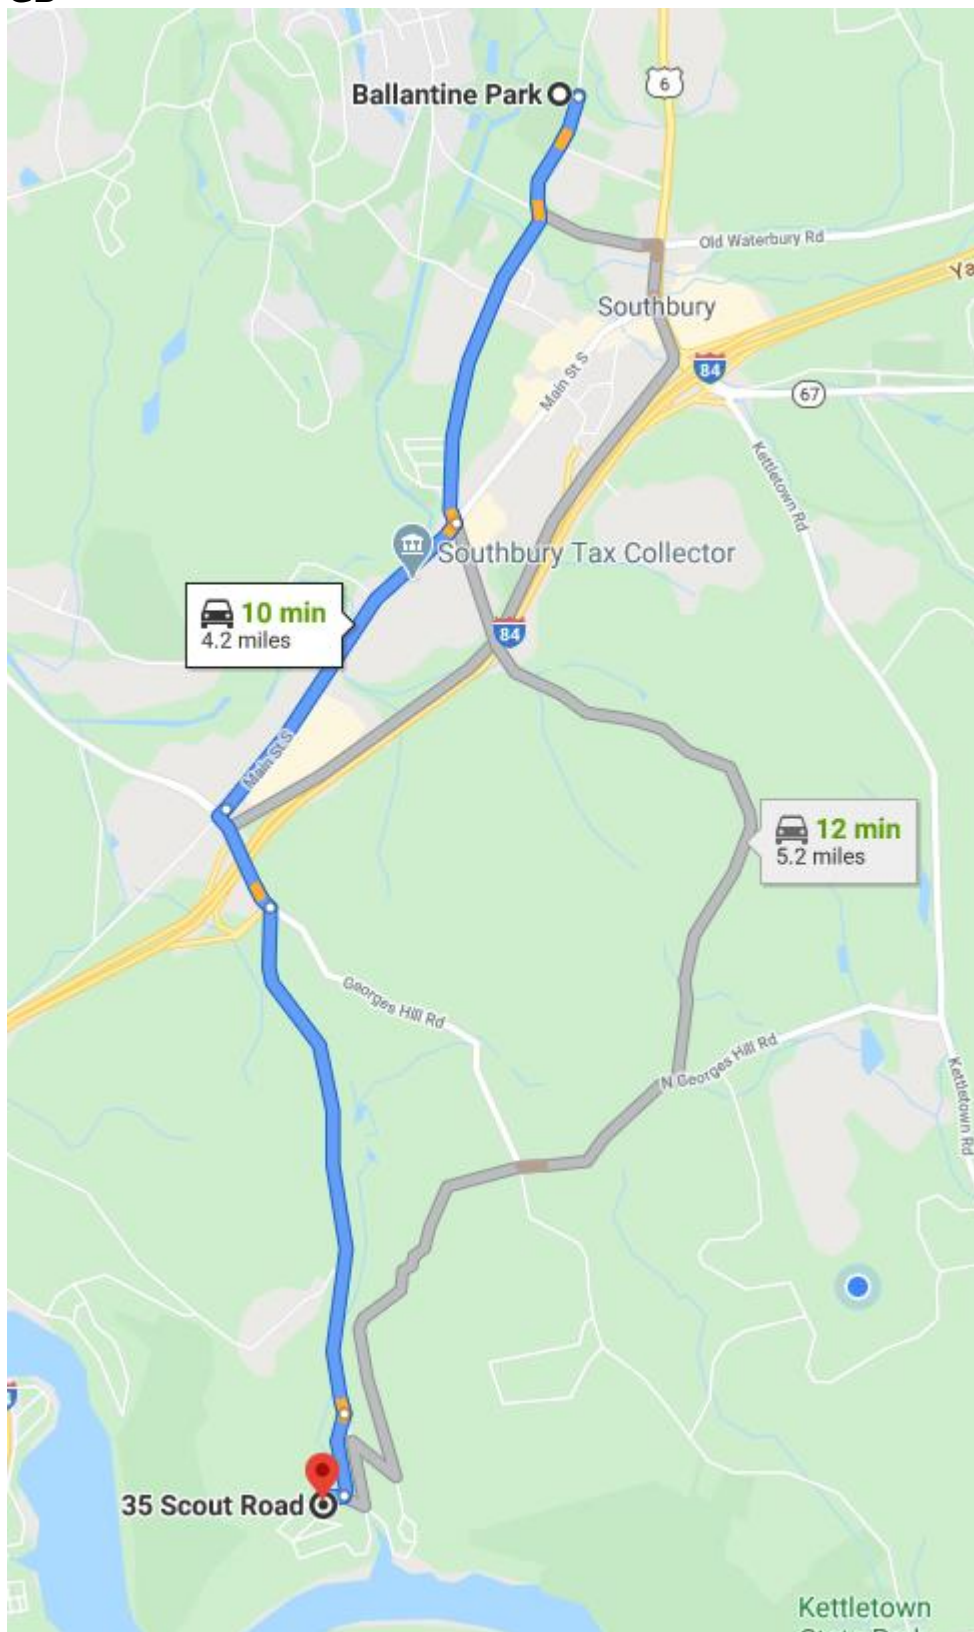 Ballantine Park
6
Old Waterbury Rd
Ya
Southbury
84
Main St S
67
Kettletown Rd
Southbury Tax Collector
10 min
4.2 miles
84
Main St S
12 min
5.2 miles
Georges Hill Rd
N Georges Hill Rd
Kettletown Rd
35 Scout Road
Kettletown